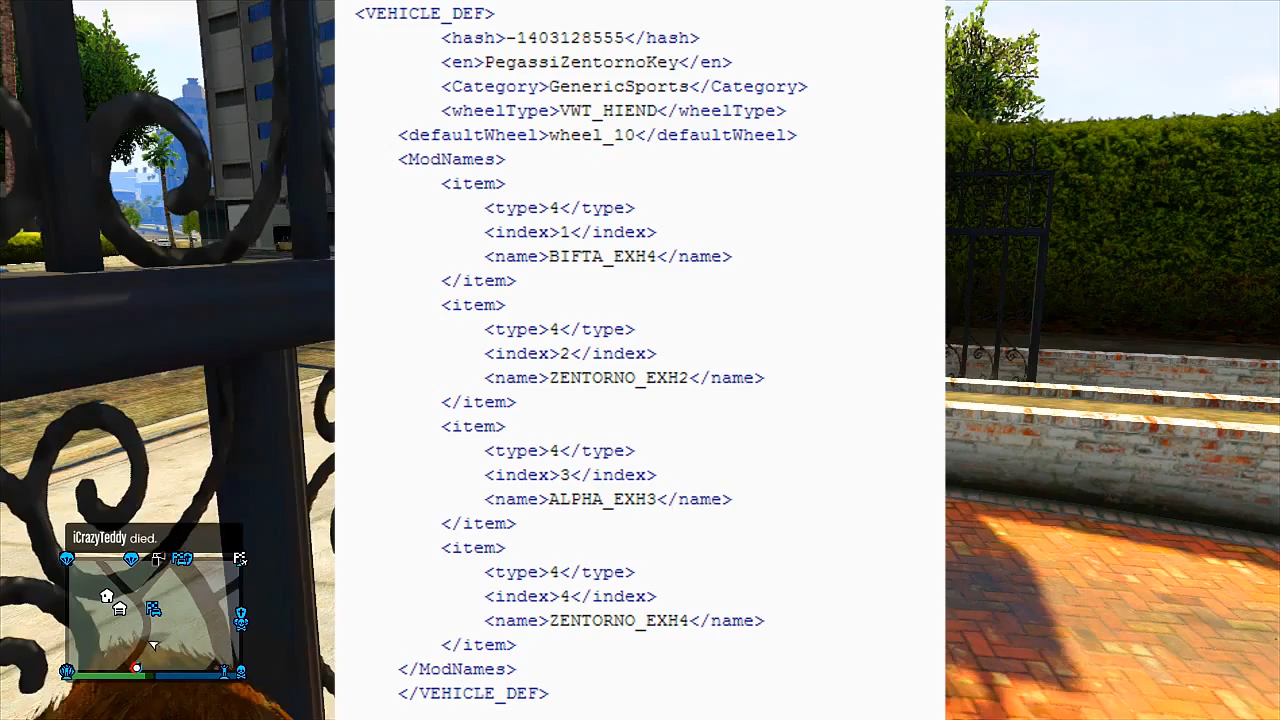 <VEHICLE_DEF>
<hash>-1403128555</hash>
<en>PegassiZentornoKey</en>
<Category>GenericSports</Category>
<wheelType>VWT_HIEND</wheelType>
<defaultWheel>wheel_10</defaultWheel>
<ModNames>
<item>
<type>4</type>
<index>1</index>
<name>BIFTA_EXH4</name>
</item>
<item>
<type>4</type>
<index>2</index>
<name>ZENTORNO_EXH2</name>
</item>
<item>
<type>4</type>
<index>3</index>
<name>ALPHA_EXH3</name>
</item>
<item>
<type>4</type>
<index>4</index>
<name>ZENTORNO_EXH4</name>
</item>
</ModNames>
</VEHICLE_DEF>
iCrazyTeddy died.